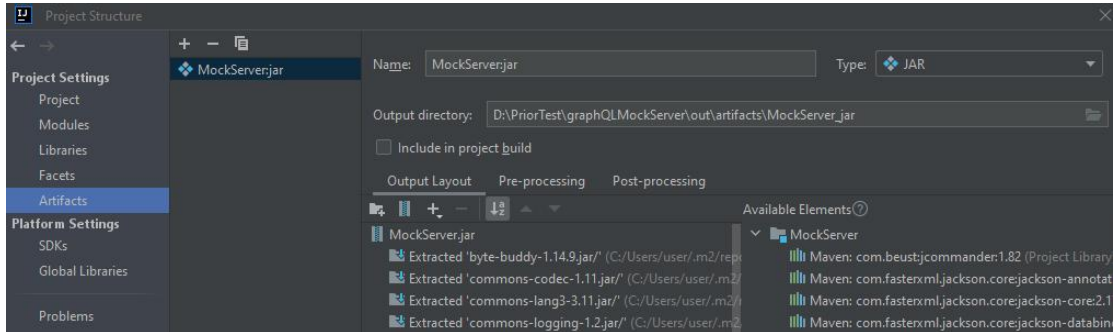 Project Structure
Project Settings
Project
Modules
Libraries
Facets
Artifacts
Platform Settings
SDKs
Global Libraries
Problems
MockServer:jar
Name: MockServer:jar Type: JAR
Output directory: D:\PriorTest\graphQLMockServer\out\artifacts\MockServer_jar
Include in project build
Output Layout Pre-processing Post-processing
Available Elements
MockServer.jar
Extracted 'byte-buddy-1.14.9.jar/' (C:/Users/user/.m2/repo
Extracted 'commons-codec-1.11.jar/' (C:/Users/user/.m2/
Extracted 'commons-lang3-3.11.jar/' (C:/Users/user/.m2/
Extracted 'commons-logging-1.2.jar/' (C:/Users/user/.m2
MockServer
Maven: com.beust:jcommander:1.82 (Project Library
Maven: com.fasterxml.jackson.core:jackson-annotat
Maven: com.fasterxml.jackson.core:jackson-core:2.1
Maven: com.fasterxml.jackson.core:jackson-databin